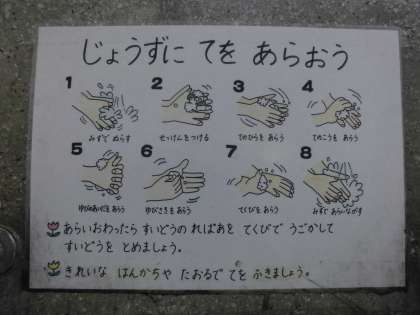 じょうずに てを あらおう
1
みずで ぬらす
2
せっけんをつける
3
てのひらを あらう
4
てのこうを あらう
5
ゆびのあいだを あらう
6
ゆびさきを あらう
7
てくびを あらう
8
みずで あらいながす
あらいおわったら すいどうの ればあを てくびで うごかして
すいどうを とめましょう。
きれいな はんかちや たおるで てを ふきましょう。